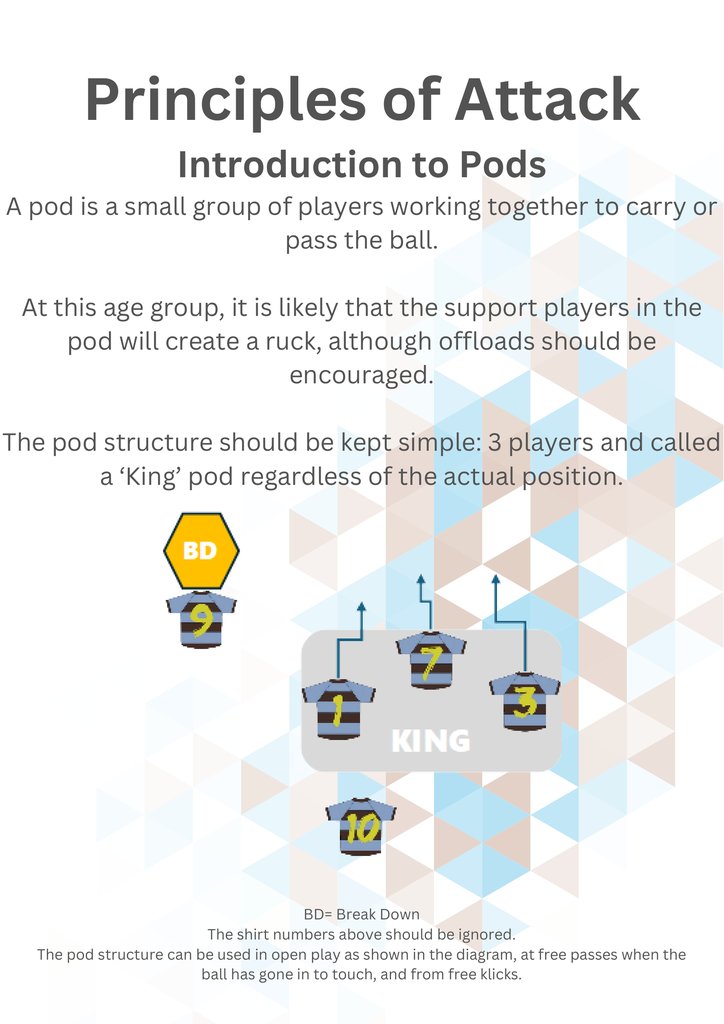 Principles of Attack
Introduction to Pods
A pod is a small group of players working together to carry or
pass the ball.
At this age group, it is likely that the support players in the
pod will create a ruck, although offloads should be
encouraged.
The pod structure should be kept simple: 3 players and called
a ‘King’ pod regardless of the actual position.
BD
9
7
1
3
KING
10
BD= Break Down
The shirt numbers above should be ignored.
The pod structure can be used in open play as shown in the diagram, at free passes when the
ball has gone in to touch, and from free klicks.